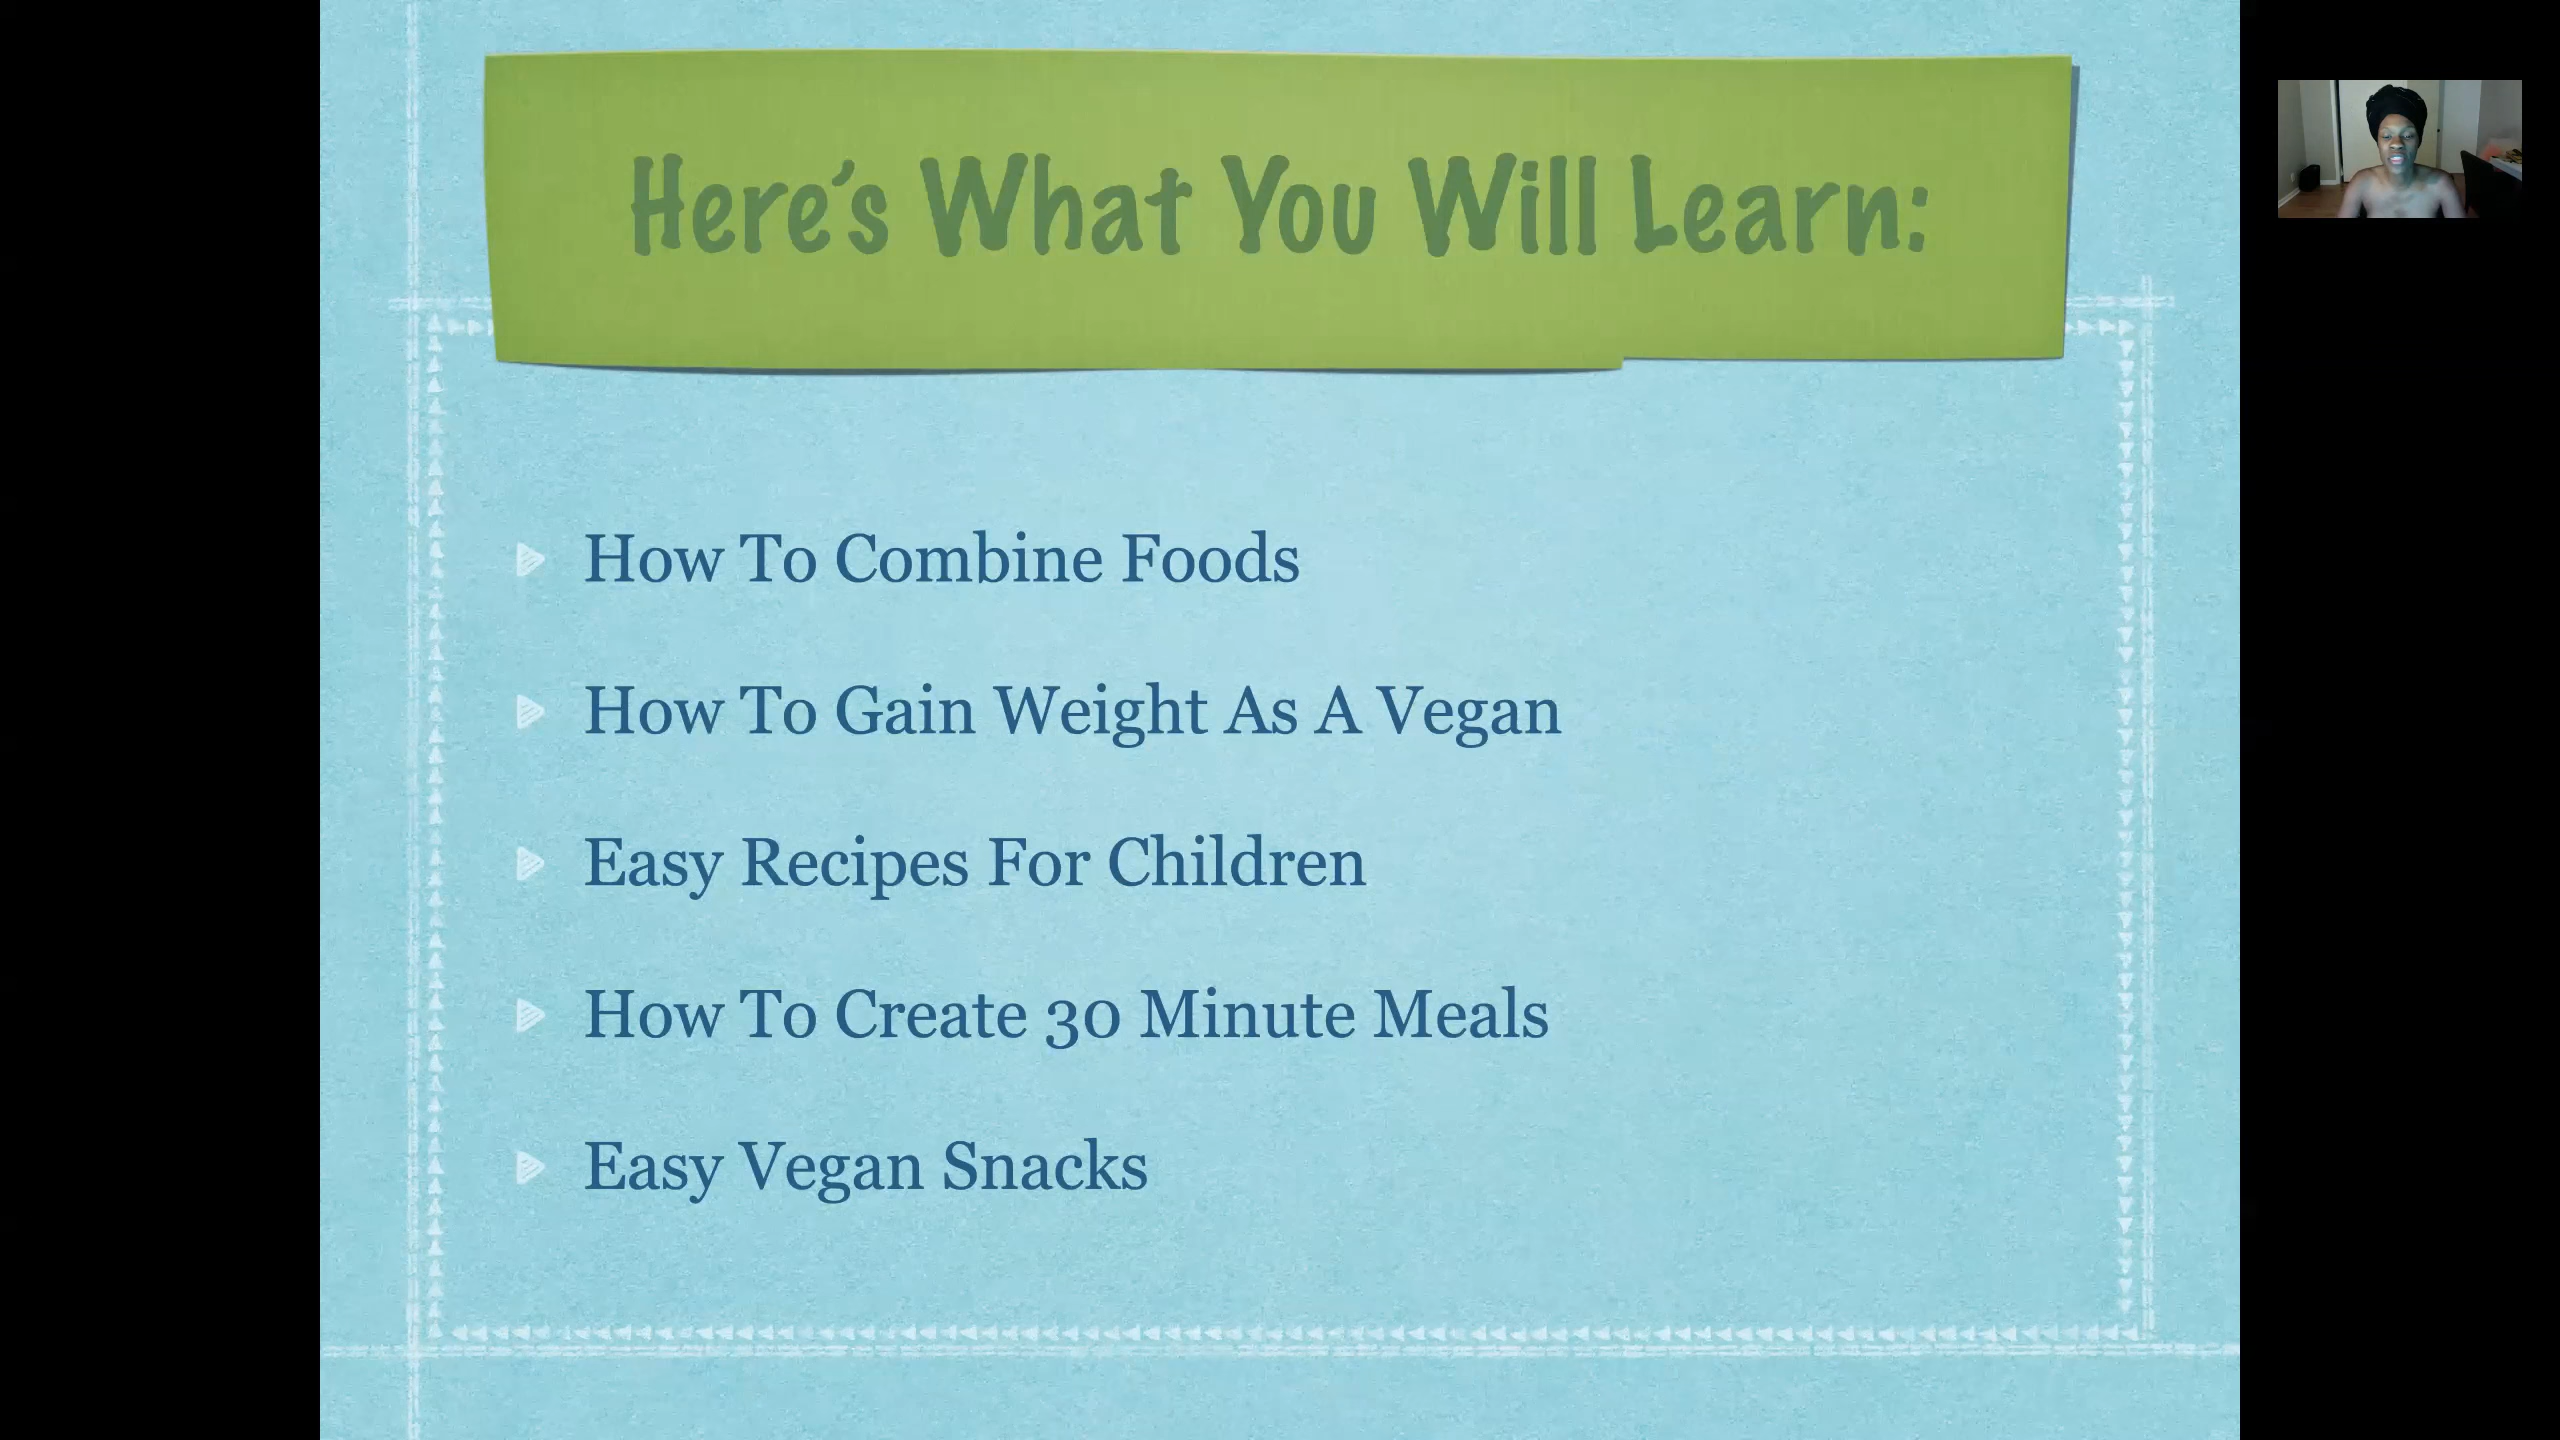 Here's What You Will Learn:
How To Combine Foods
How To Gain Weight As A Vegan
Easy Recipes For Children
How To Create 30 Minute Meals
Easy Vegan Snacks